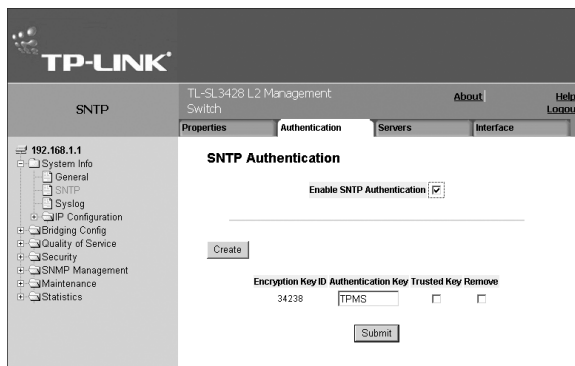 TP-LINK
SNTP
TL-SL3428 L2 Management
Switch
About
Help
Logou
Properties
Authentication
Servers
Interface
192.168.1.1
System Info
General
SNTP
Syslog
IP Configuration
Bridging Config
Quality of Service
Security
SNMP Management
Maintenance
Statistics
SNTP Authentication
Enable SNTP Authentication
Create
Encryption Key ID Authentication Key Trusted Key Remove
34238 TPMS
Submit